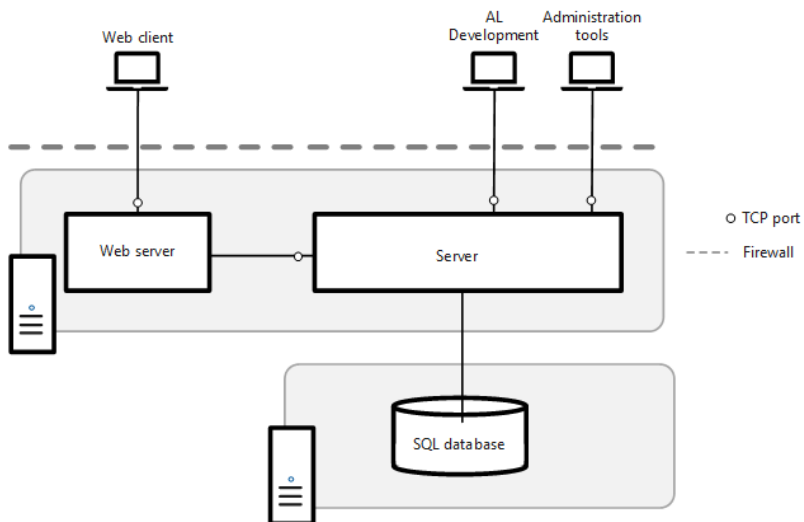 Web client
AL
Development
Administration
tools
Web server
Server
TCP port
Firewall
SQL database